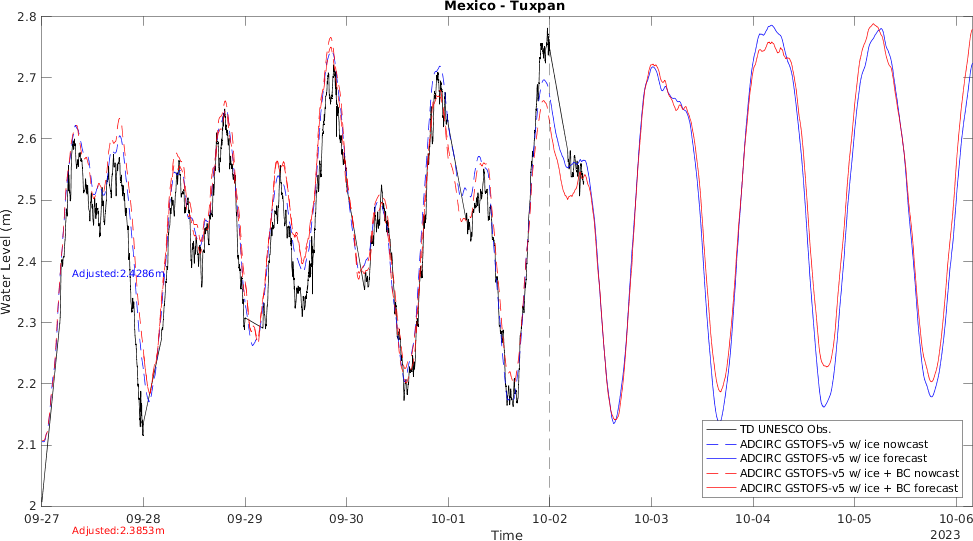 Mexico - Tuxpan
Water Level (m)
2.8
2.7
2.6
2.5
2.4
2.3
2.2
2.1
2
Adjusted:2.4286m
TD UNESCO Obs.
ADCIRC GSTOFS-v5 w/ ice nowcast
ADCIRC GSTOFS-v5 w/ ice forecast
ADCIRC GSTOFS-v5 w/ ice + BC nowcast
ADCIRC GSTOFS-v5 w/ ice + BC forecast
09-27 09-28 09-29 09-30 10-01 10-02 10-03 10-04 10-05 10-06
Adjusted:2.3853m
Time
2023